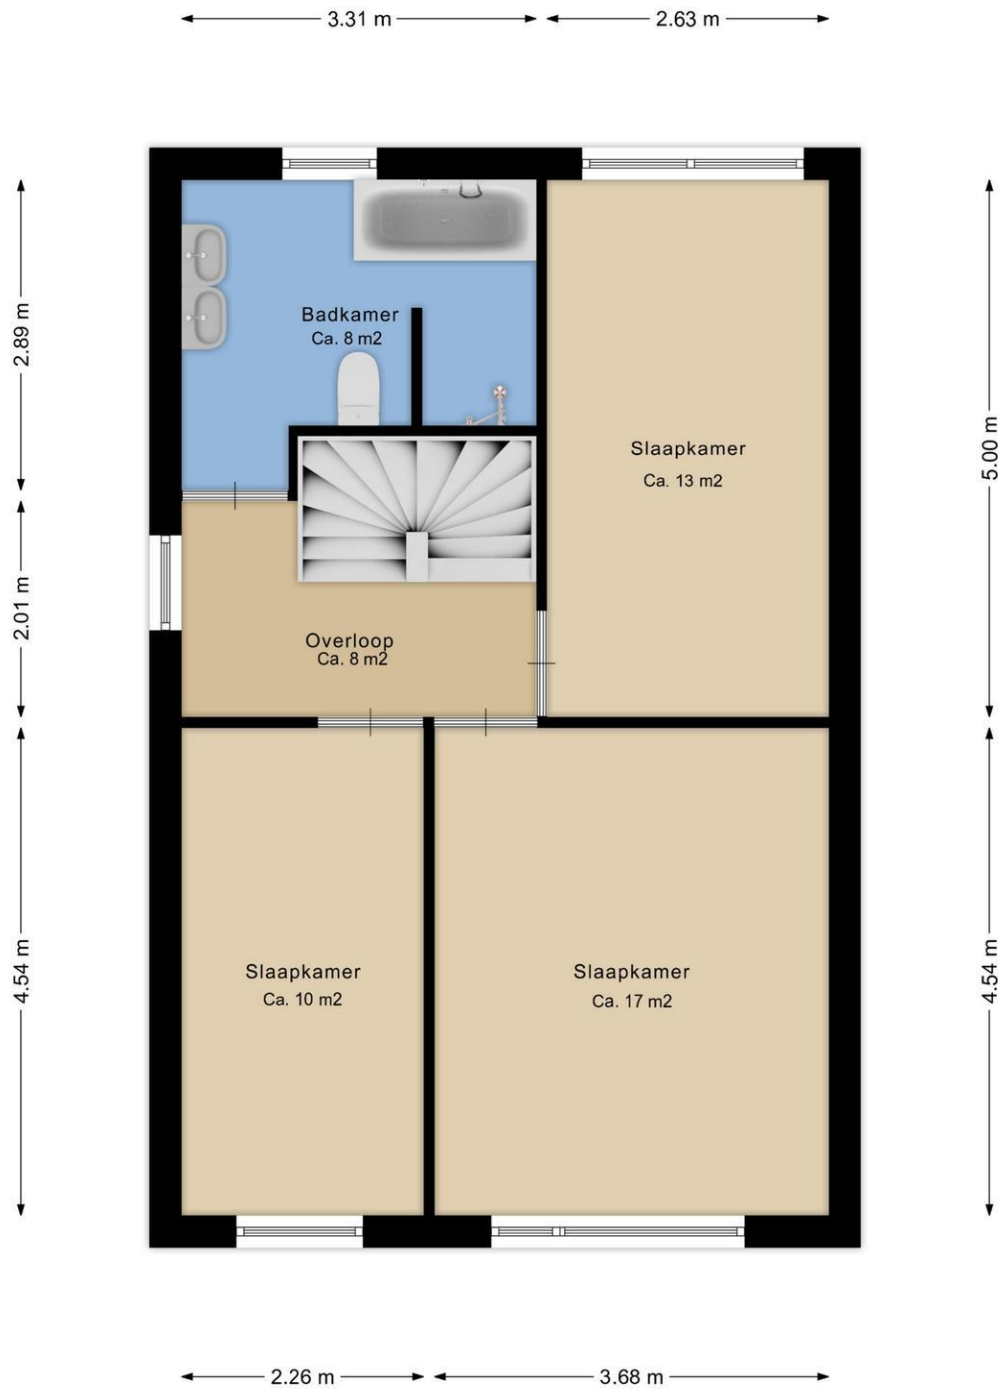 3.31 m
2.63 m
2.89 m
Badkamer
Ca. 8 m2
Slaapkamer
Ca. 13 m2
5.00 m
2.01 m
Overloop
Ca. 8 m2
4.54 m
Slaapkamer
Ca. 10 m2
Slaapkamer
Ca. 17 m2
4.54 m
2.26 m
3.68 m